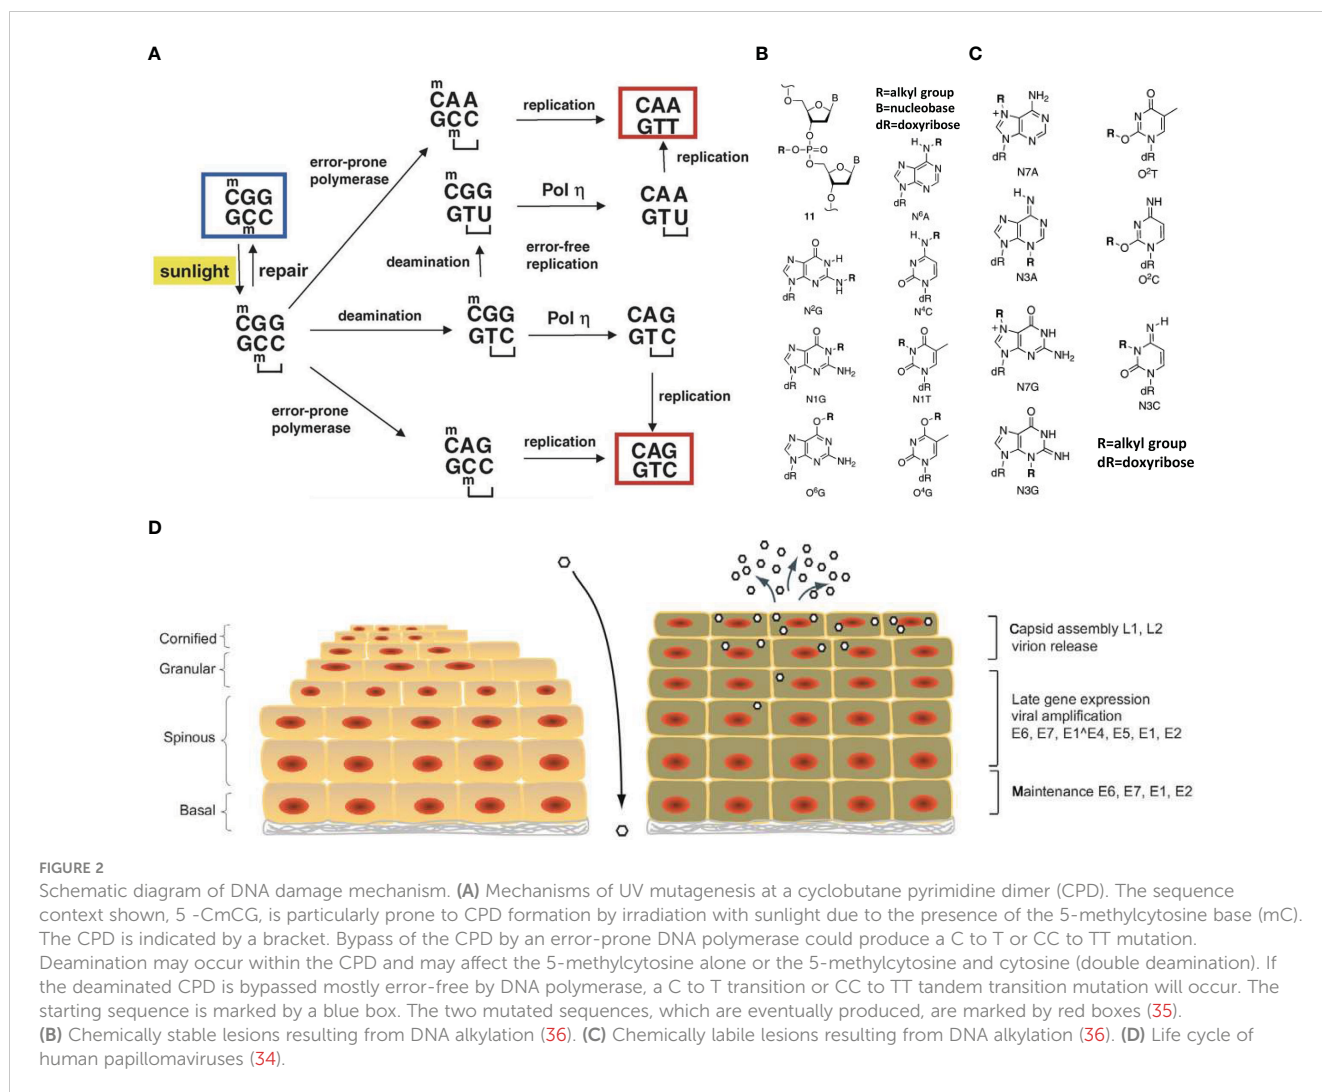 A
m
CGG
GCC
m
sunlight
repair
m
CGG
GCC
m
error-prone
polymerase
m
CAA
GCC
m
replication
CAA
GTT
replication
m
CGG
GTU
Pol η
CAA
GTU
deamination
error-free
replication
deamination
m
CGG
GTC
Pol η
CAG
GTC
replication
error-prone
polymerase
m
CAG
GCC
m
replication
CAG
GTC
B
R=alkyl group
B=nucleobase
dR=doxyribose
11
N⁶A
N²G
N⁴C
N1G
N1T
O⁶G
O⁴G
C
N7A
O²T
N3A
O²C
N7G
N3C
N3G
R=alkyl group
dR=doxyribose
D
Cornified
Granular
Spinous
Basal
Capsid assembly L1, L2
virion release
Late gene expression
viral amplification
E6, E7, E1^E4, E5, E1, E2
Maintenance E6, E7, E1, E2
FIGURE 2
Schematic diagram of DNA damage mechanism. (A) Mechanisms of UV mutagenesis at a cyclobutane pyrimidine dimer (CPD). The sequence
context shown, 5 -CmCG, is particularly prone to CPD formation by irradiation with sunlight due to the presence of the 5-methylcytosine base (mC).
The CPD is indicated by a bracket. Bypass of the CPD by an error-prone DNA polymerase could produce a C to T or CC to TT mutation.
Deamination may occur within the CPD and may affect the 5-methylcytosine alone or the 5-methylcytosine and cytosine (double deamination). If
the deaminated CPD is bypassed mostly error-free by DNA polymerase, a C to T transition or CC to TT tandem transition mutation will occur. The
starting sequence is marked by a blue box. The two mutated sequences, which are eventually produced, are marked by red boxes (35).
(B) Chemically stable lesions resulting from DNA alkylation (36). (C) Chemically labile lesions resulting from DNA alkylation (36). (D) Life cycle of
human papillomaviruses (34).